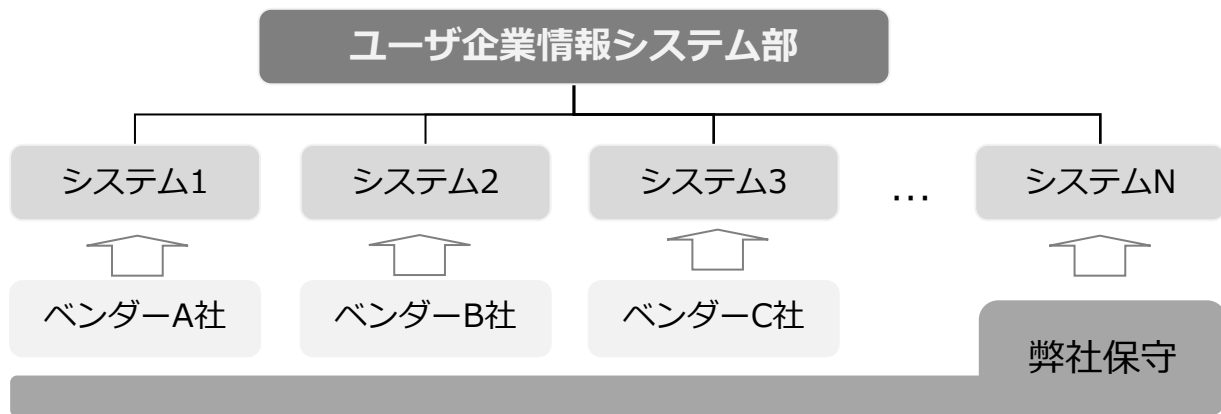 ユーザ企業情報システム部
システム1
システム2
システム3
…
システムN
ベンダーA社
ベンダーB社
ベンダーC社
弊社保守